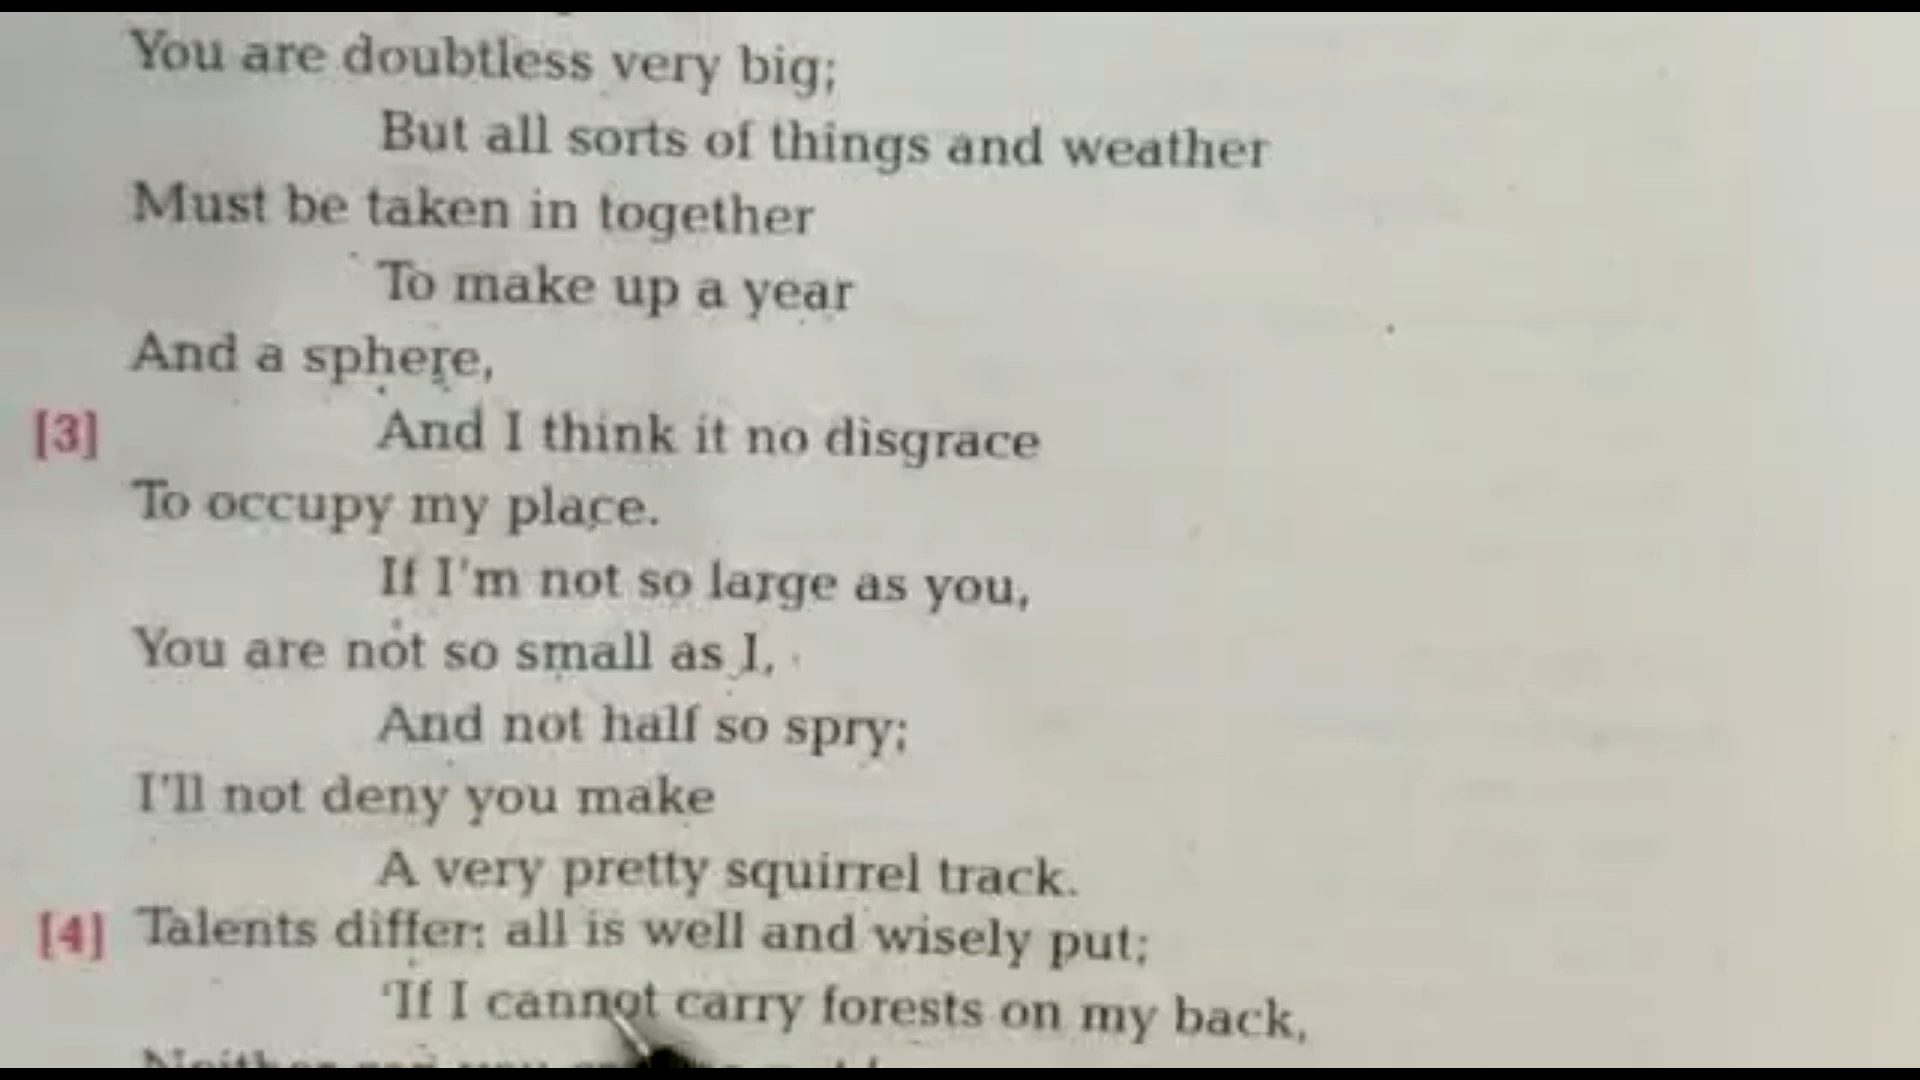 You are doubtless very big;
But all sorts of things and weather
Must be taken in together
To make up a year
And a sphere,
[3] And I think it no disgrace
To occupy my place.
If I'm not so large as you,
You are not so small as I,
And not half so spry;
I'll not deny you make
A very pretty squirrel track.
[4] Talents differ: all is well and wisely put;
'If I cannot carry forests on my back,